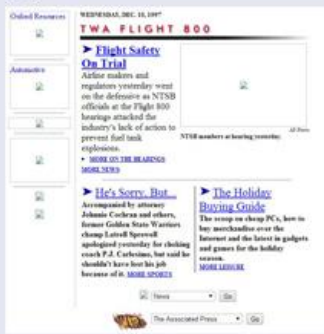 Oxford Resources
Automotive
WEDNESDAY, DEC. 10, 1997
TWA FLIGHT 800
➤ Flight Safety
On Trial
Airline makers and
regulators yesterday went
on the defensive as NTSB
officials at the Flight 800
hearings attacked the
industry's lack of action to
prevent fuel tank
explosions.
• MORE ON THE HEARINGS
MORE NEWS
All Photo
NTSB members at hearing yesterday.
➤ He's Sorry, But...
Accompanied by attorney
Johnnie Cochran and others,
former Golden State Warriors
champ Latrell Sprewell
apologized yesterday for choking
coach P.J. Carlesimo, but said he
shouldn't have lost his job
because of it. MORE SPORTS
➤ The Holiday
Buying Guide
The scoop on cheap PCs, how to
buy merchandise over the
Internet and the latest in gadgets
and games for the holiday
season.
MORE LEISURE
News Go
The Associated Press Go